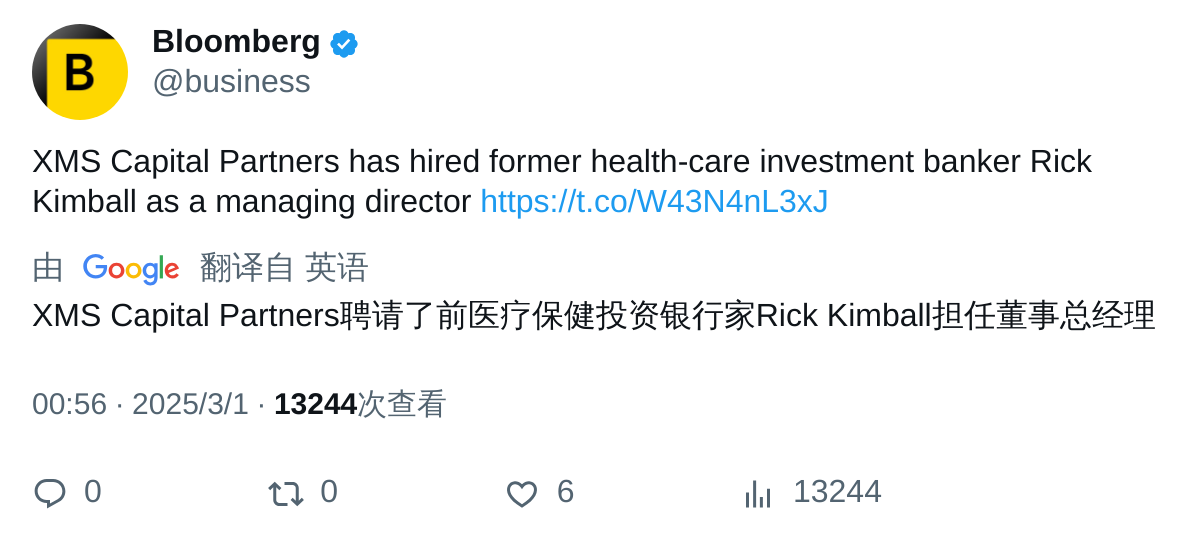 B
Bloomberg
@business
XMS Capital Partners has hired former health-care investment banker Rick
Kimball as a managing director https://t.co/W43N4nL3xJ
由 Google 翻译自 英语
XMS Capital Partners聘请了前医疗保健投资银行家Rick Kimball担任董事总经理
00:56 · 2025/3/1 · 13244次查看
0 0 6 13244